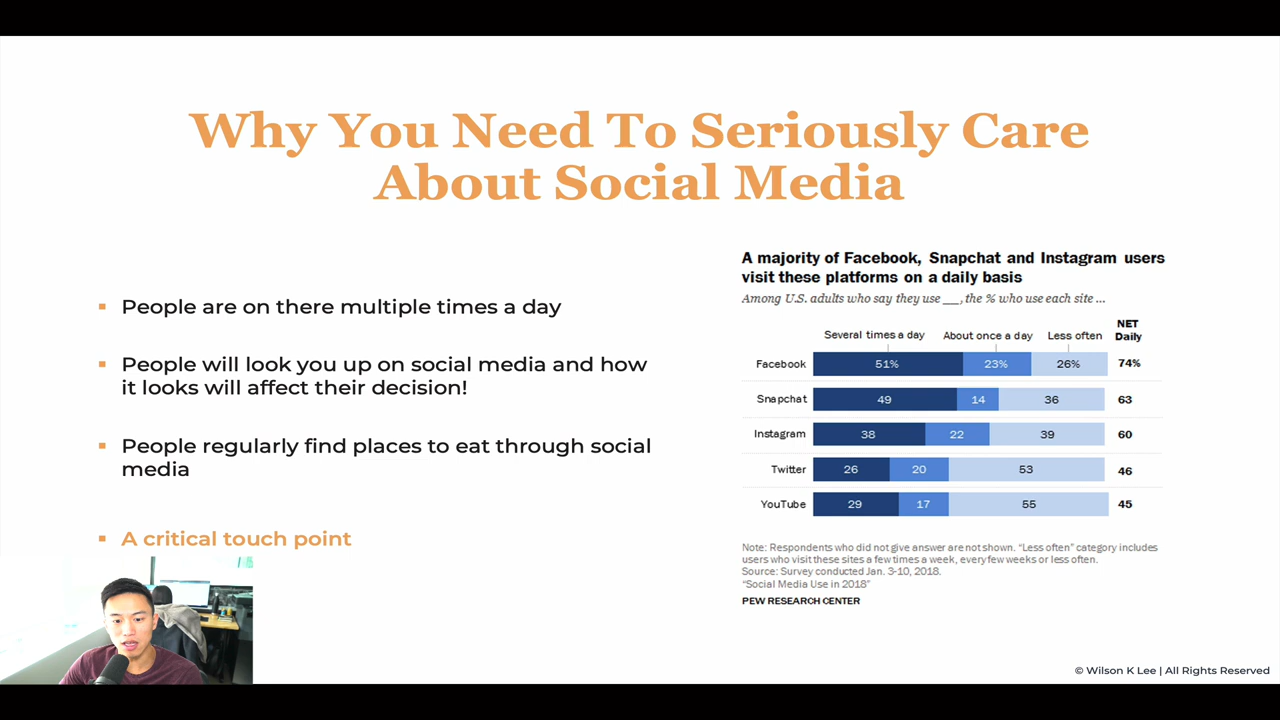 Why You Need To Seriously Care
About Social Media
▪ People are on there multiple times a day
▪ People will look you up on social media and how
it looks will affect their decision!
▪ People regularly find places to eat through social
media
▪ A critical touch point
A majority of Facebook, Snapchat and Instagram users
visit these platforms on a daily basis
Among U.S. adults who say they use __, the % who use each site ...
Several times a day About once a day Less often NET
Daily
Facebook 51% 23% 26% 74%
Snapchat 49 14 36 63
Instagram 38 22 39 60
Twitter 26 20 53 46
YouTube 29 17 55 45
Note: Respondents who did not give answer are not shown. "Less often" category includes
users who visit these sites a few times a week, every few weeks or less often.
Source: Survey conducted Jan. 3-10, 2018.
"Social Media Use in 2018"
PEW RESEARCH CENTER
© Wilson K Lee | All Rights Reserved